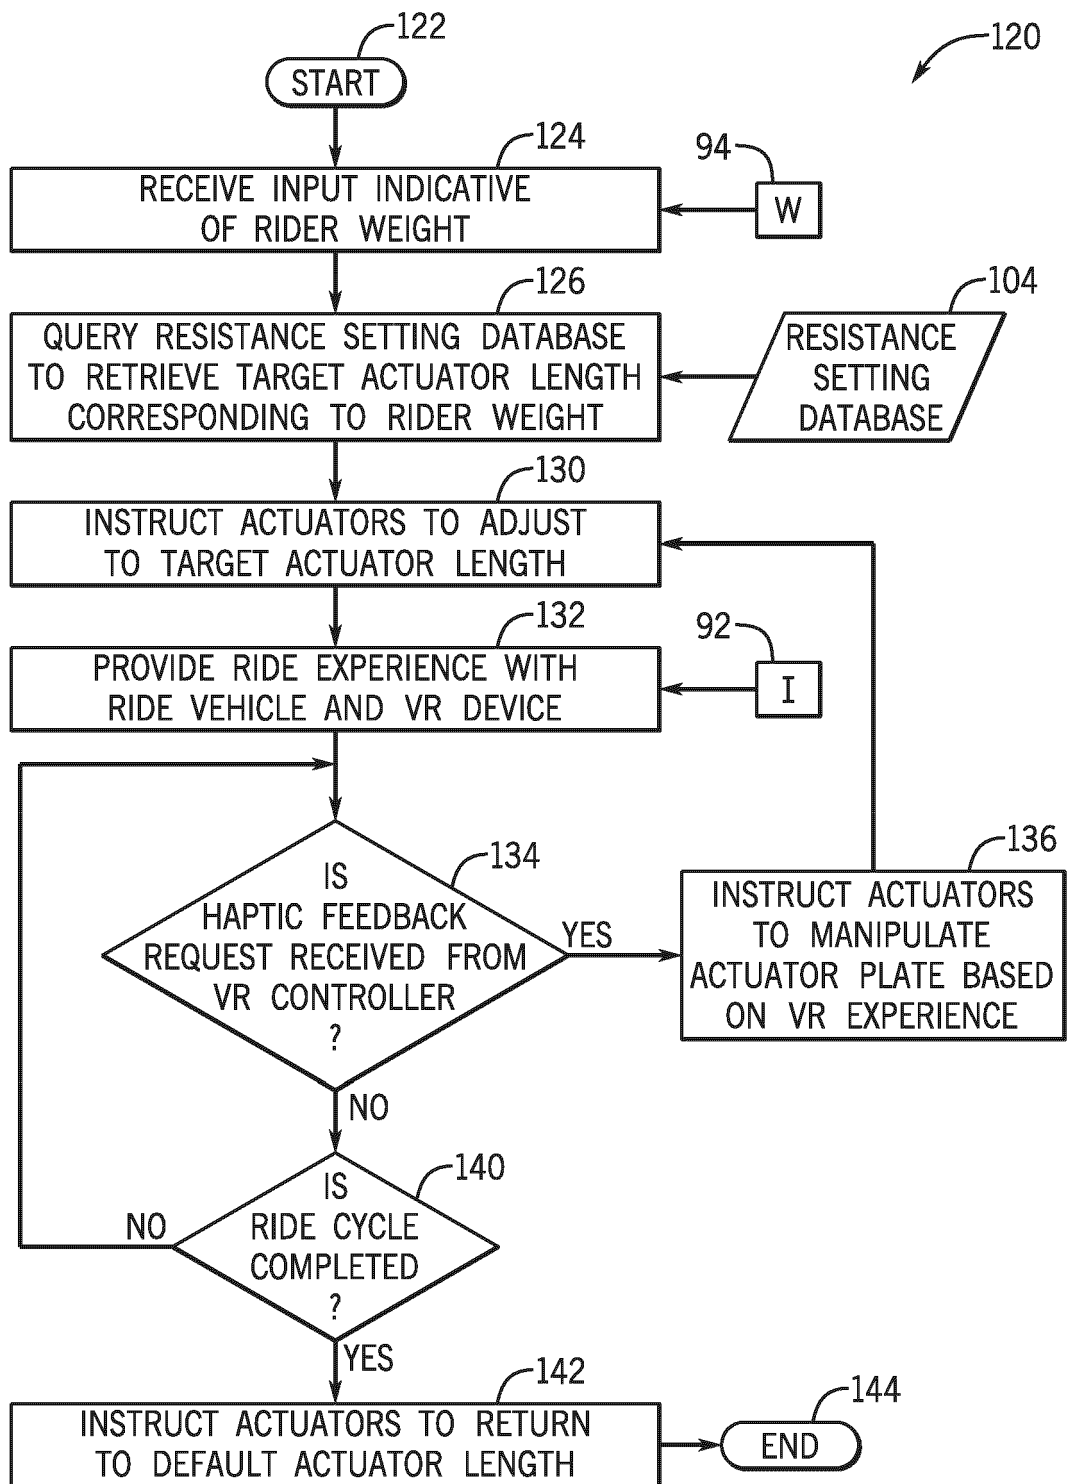 122
120
START
124
94
RECEIVE INPUT INDICATIVE
OF RIDER WEIGHT
W
126
104
QUERY RESISTANCE SETTING DATABASE
TO RETRIEVE TARGET ACTUATOR LENGTH
CORRESPONDING TO RIDER WEIGHT
RESISTANCE
SETTING
DATABASE
130
INSTRUCT ACTUATORS TO ADJUST
TO TARGET ACTUATOR LENGTH
132
92
PROVIDE RIDE EXPERIENCE WITH
RIDE VEHICLE AND VR DEVICE
I
134
IS
HAPTIC FEEDBACK
REQUEST RECEIVED FROM
VR CONTROLLER
?
YES
136
INSTRUCT ACTUATORS
TO MANIPULATE
ACTUATOR PLATE BASED
ON VR EXPERIENCE
NO
140
IS
RIDE CYCLE
COMPLETED
?
NO
YES
142
144
INSTRUCT ACTUATORS TO RETURN
TO DEFAULT ACTUATOR LENGTH
END